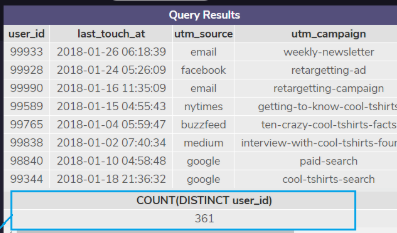 Query Results
user_id last_touch_at utm_source utm_campaign
99933 2018-01-26 06:18:39 email weekly-newsletter
99928 2018-01-24 05:26:09 facebook retargetting-ad
99990 2018-01-16 11:35:09 email retargetting-campaign
99589 2018-01-15 04:55:43 nytimes getting-to-know-cool-tshirts
99765 2018-01-04 05:59:47 buzzfeed ten-crazy-cool-tshirts-facts
99838 2018-01-02 07:40:34 medium interview-with-cool-tshirts-fou
98840 2018-01-10 04:58:48 google paid-search
99344 2018-01-18 21:36:32 google cool-tshirts-search
COUNT(DISTINCT user_id)
361